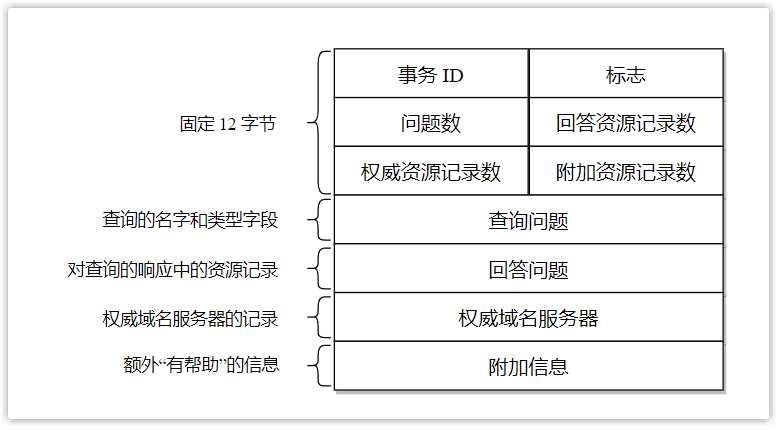 事务 ID
标志
固定 12 字节
问题数
回答资源记录数
权威资源记录数
附加资源记录数
查询的名字和类型字段
查询问题
对查询的响应中的资源记录
回答问题
权威域名服务器的记录
权威域名服务器
额外“有帮助”的信息
附加信息